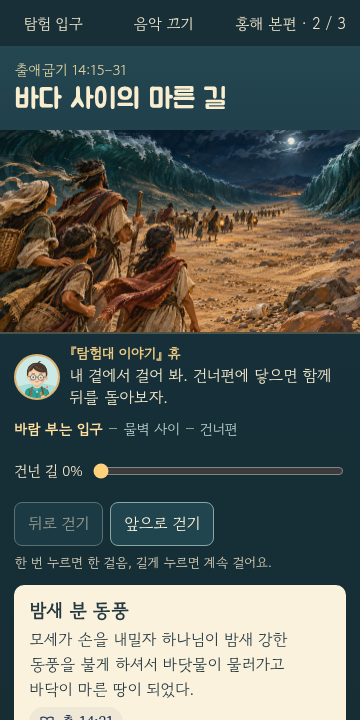 탐험 입구 음악 끄기 홍해 본편 · 2 / 3
출애굽기 14:15–31
바다 사이의 마른 길
『탐험대 이야기』 휴
내 곁에서 걸어 봐. 건너편에 닿으면 함께
뒤를 돌아보자.
바람 부는 입구 – 물벽 사이 – 건너편
건넌 길 0%
뒤로 걷기 앞으로 걷기
한 번 누르면 한 걸음, 길게 누르면 계속 걸어요.
밤새 분 동풍
모세가 손을 내밀자 하나님이 밤새 강한
동풍을 불게 하셔서 바닷물이 물러가고
바닥이 마른 땅이 되었다.
출 14:21